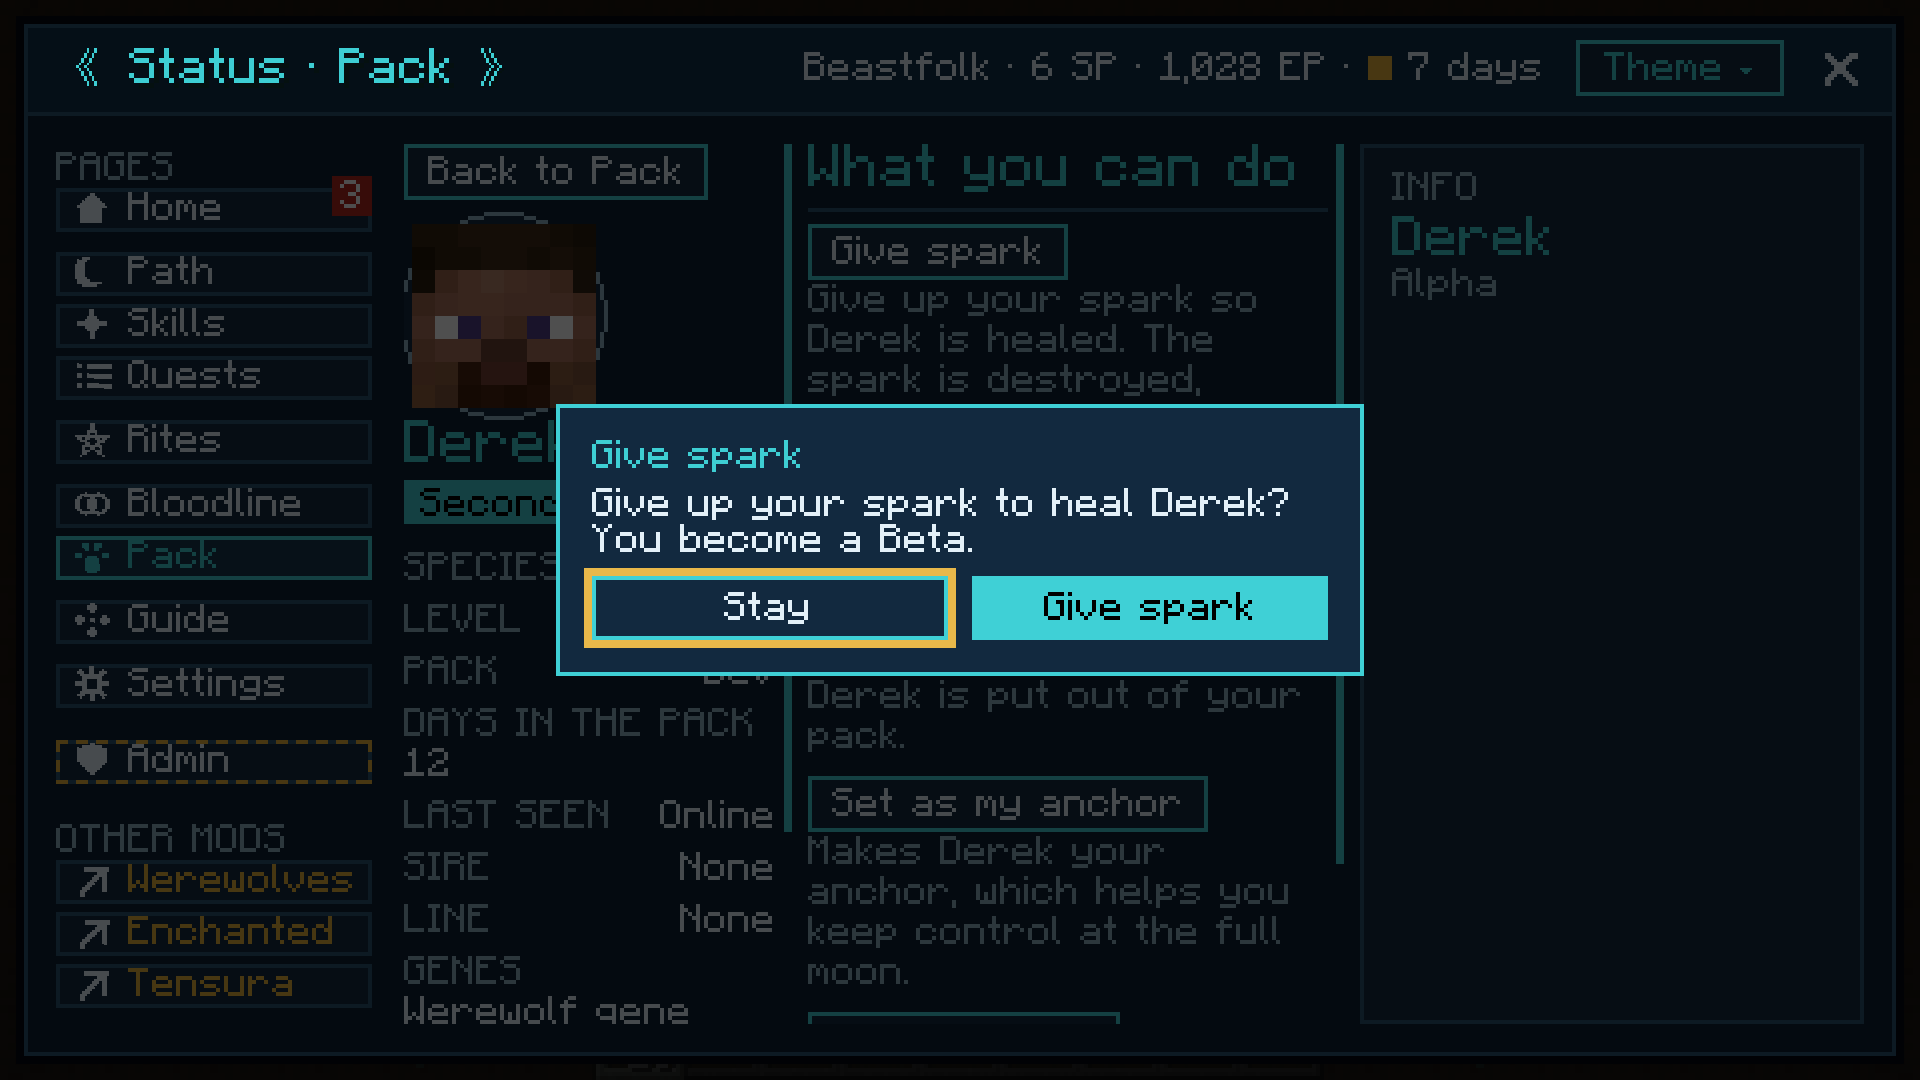 《 Status · Pack 》
Beastfolk · 6 SP · 1,028 EP · 7 days
Theme
PAGES
Home
3
Path
Skills
Quests
Rites
Bloodline
Pack
Guide
Settings
Admin
OTHER MODS
Werewolves
Enchanted
Tensura
Back to Pack
Derek
Second
SPECIES
LEVEL
PACK
DAYS IN THE PACK
12
LAST SEEN Online
SIRE None
LINE None
GENES
Werewolf gene
What you can do
Give spark
Give up your spark so
Derek is healed. The
spark is destroyed,
Give spark
Give up your spark to heal Derek?
You become a Beta.
Stay
Give spark
Derek is put out of your
pack.
Set as my anchor
Makes Derek your
anchor, which helps you
keep control at the full
moon.
INFO
Derek
Alpha